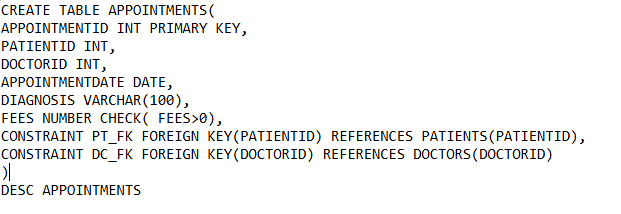 CREATE TABLE APPOINTMENTS(
APPOINTMENTID INT PRIMARY KEY,
PATIENTID INT,
DOCTORID INT,
APPOINTMENTDATE DATE,
DIAGNOSIS VARCHAR(100),
FEES NUMBER CHECK( FEES>0),
CONSTRAINT PT_FK FOREIGN KEY(PATIENTID) REFERENCES PATIENTS(PATIENTID),
CONSTRAINT DC_FK FOREIGN KEY(DOCTORID) REFERENCES DOCTORS(DOCTORID)
)
DESC APPOINTMENTS